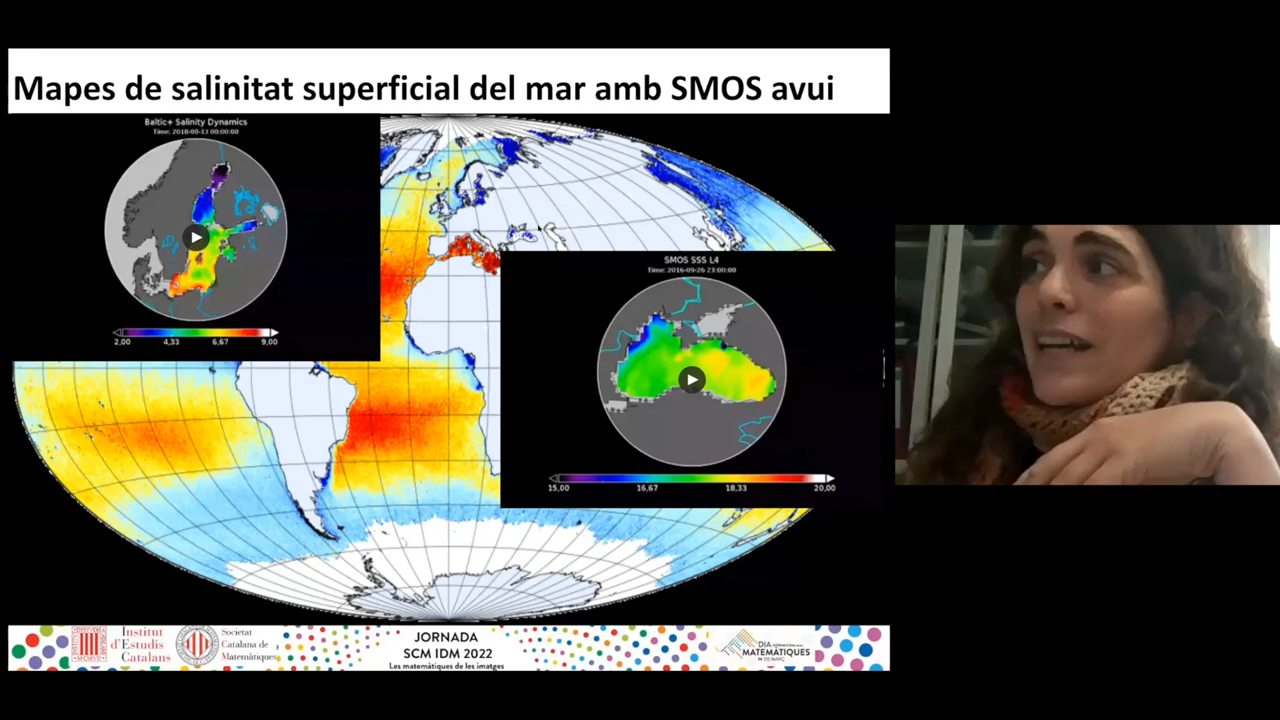 Mapes de salinitat superficial del mar amb SMOS avui
Baltic+ Salinity Dynamics
Time: 2018-08-13 00:00:00
2,00 4,33 6,67 9,00
SMOS SSS L4
Time: 2016-09-26 23:00:00
15,00 16,67 18,33 20,00
Institut
d'Estudis
Catalans
Societat
Catalana de
Matemàtiques
JORNADA
SCM IDM 2022
Les matemàtiques de les imatges
DIA
MATEMÀTIQUES
14 DE MARÇ